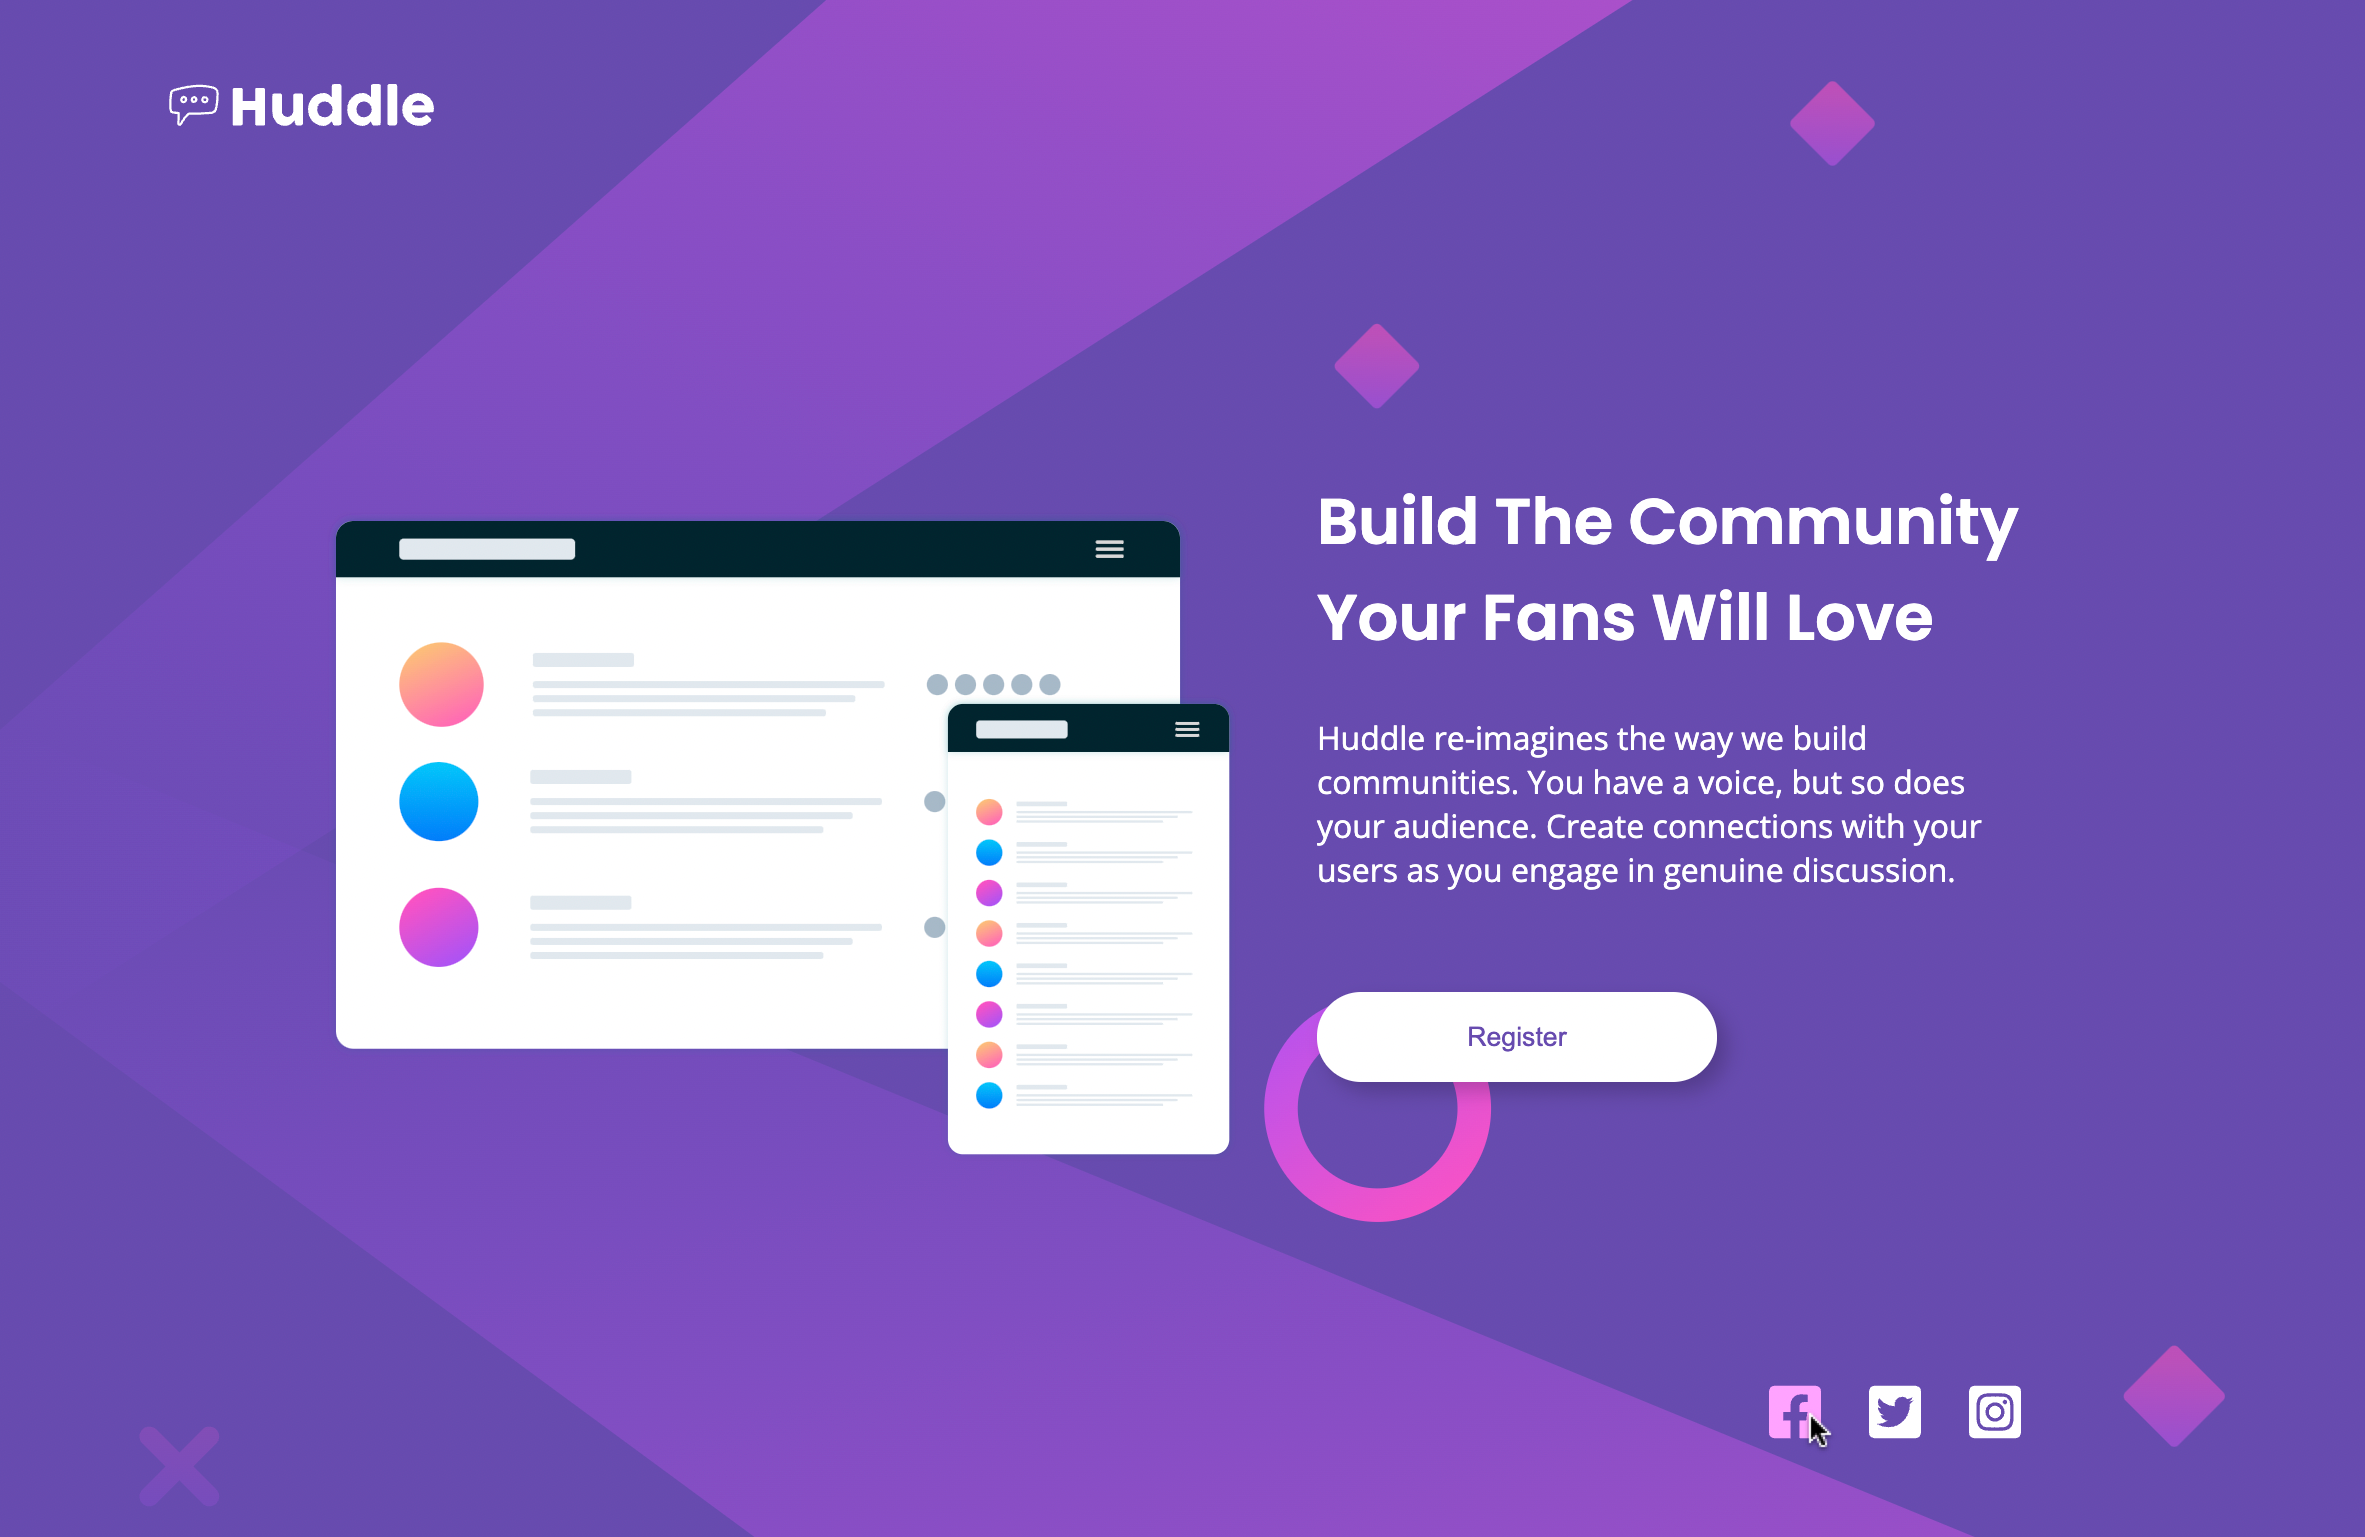 Huddle
Build The Community
Your Fans Will Love
Huddle re-imagines the way we build
communities. You have a voice, but so does
your audience. Create connections with your
users as you engage in genuine discussion.
Register